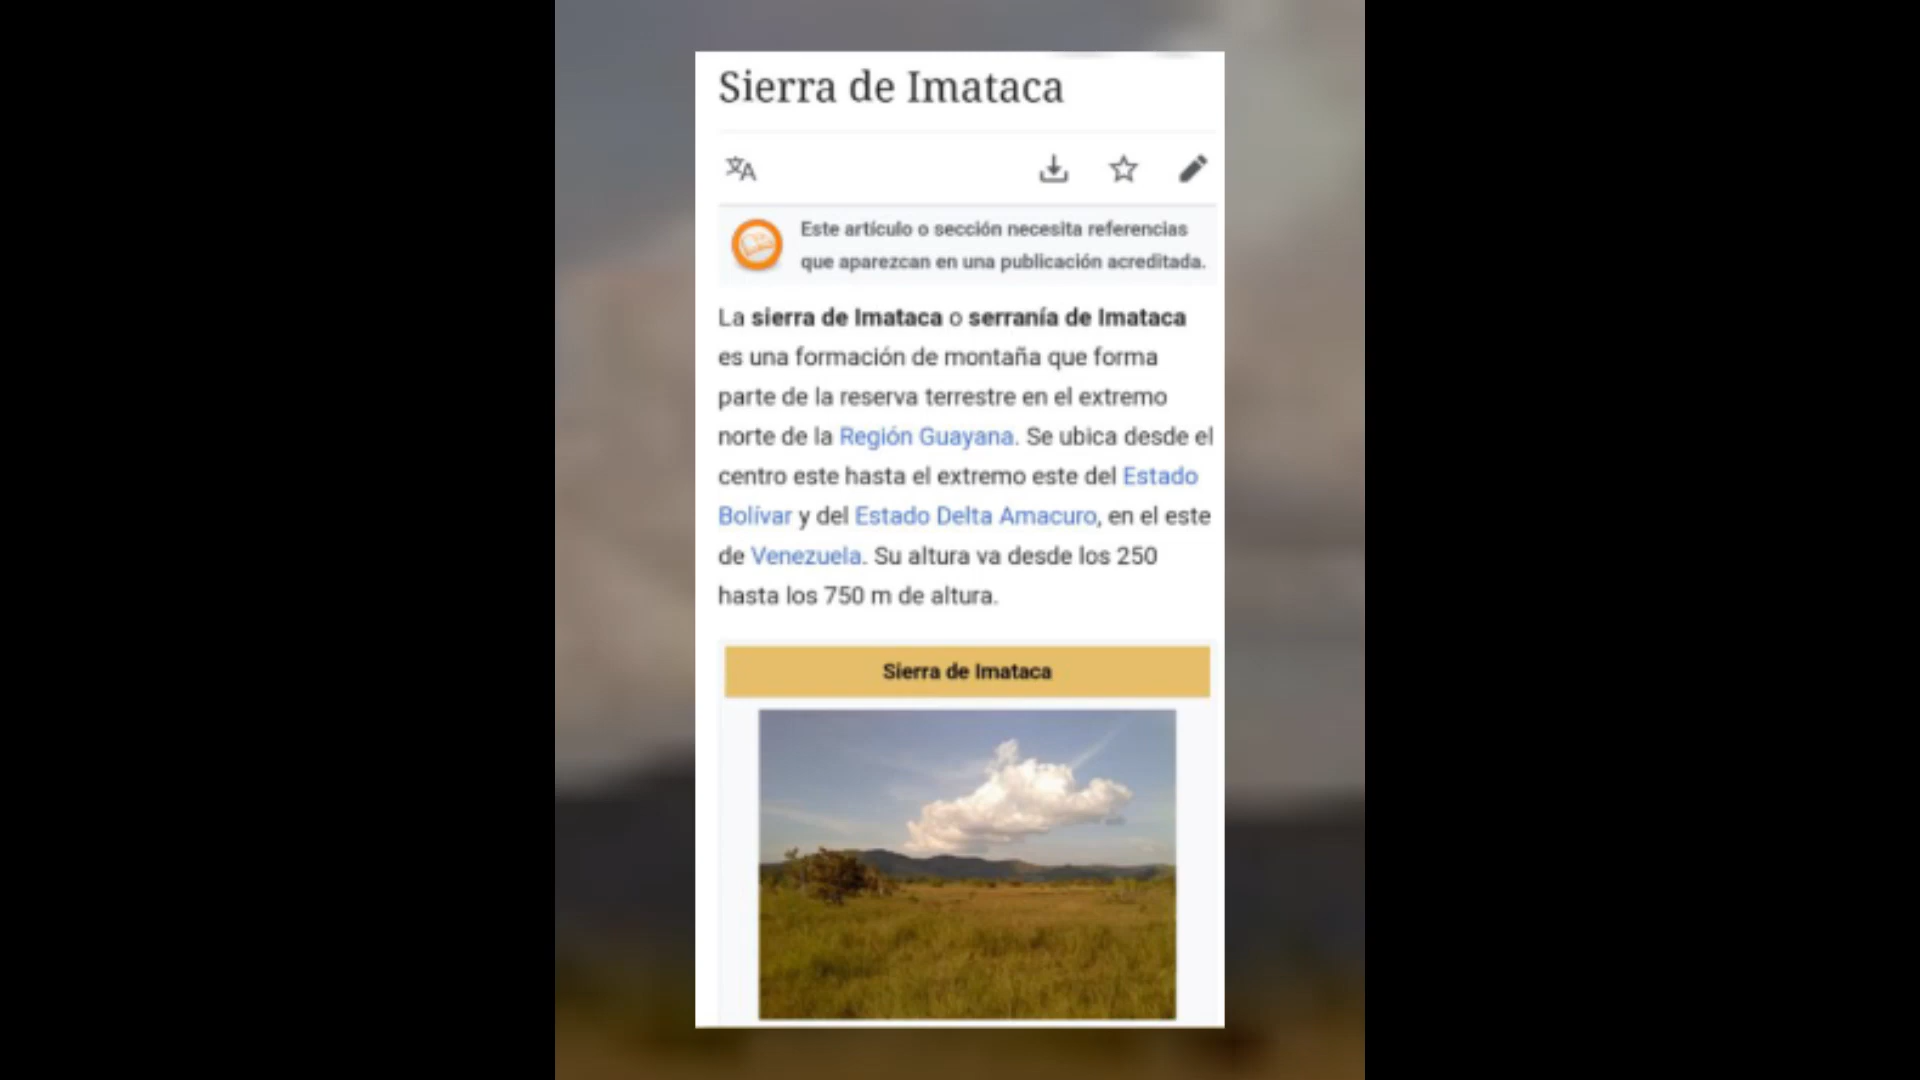 Sierra de Imataca
Este artículo o sección necesita referencias
que aparezcan en una publicación acreditada.
La sierra de Imataca o serranía de Imataca
es una formación de montaña que forma
parte de la reserva terrestre en el extremo
norte de la Región Guayana. Se ubica desde el
centro este hasta el extremo este del Estado
Bolívar y del Estado Delta Amacuro, en el este
de Venezuela. Su altura va desde los 250
hasta los 750 m de altura.
Sierra de Imataca